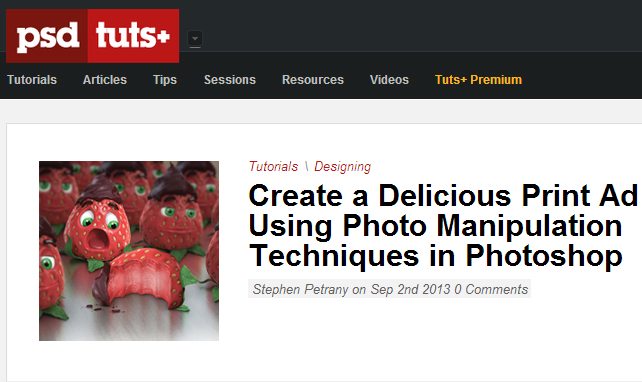 psd tuts+
Tutorials Articles Tips Sessions Resources Videos Tuts+ Premium
Tutorials \ Designing
Create a Delicious Print Ad
Using Photo Manipulation
Techniques in Photoshop
Stephen Petrany on Sep 2nd 2013 0 Comments